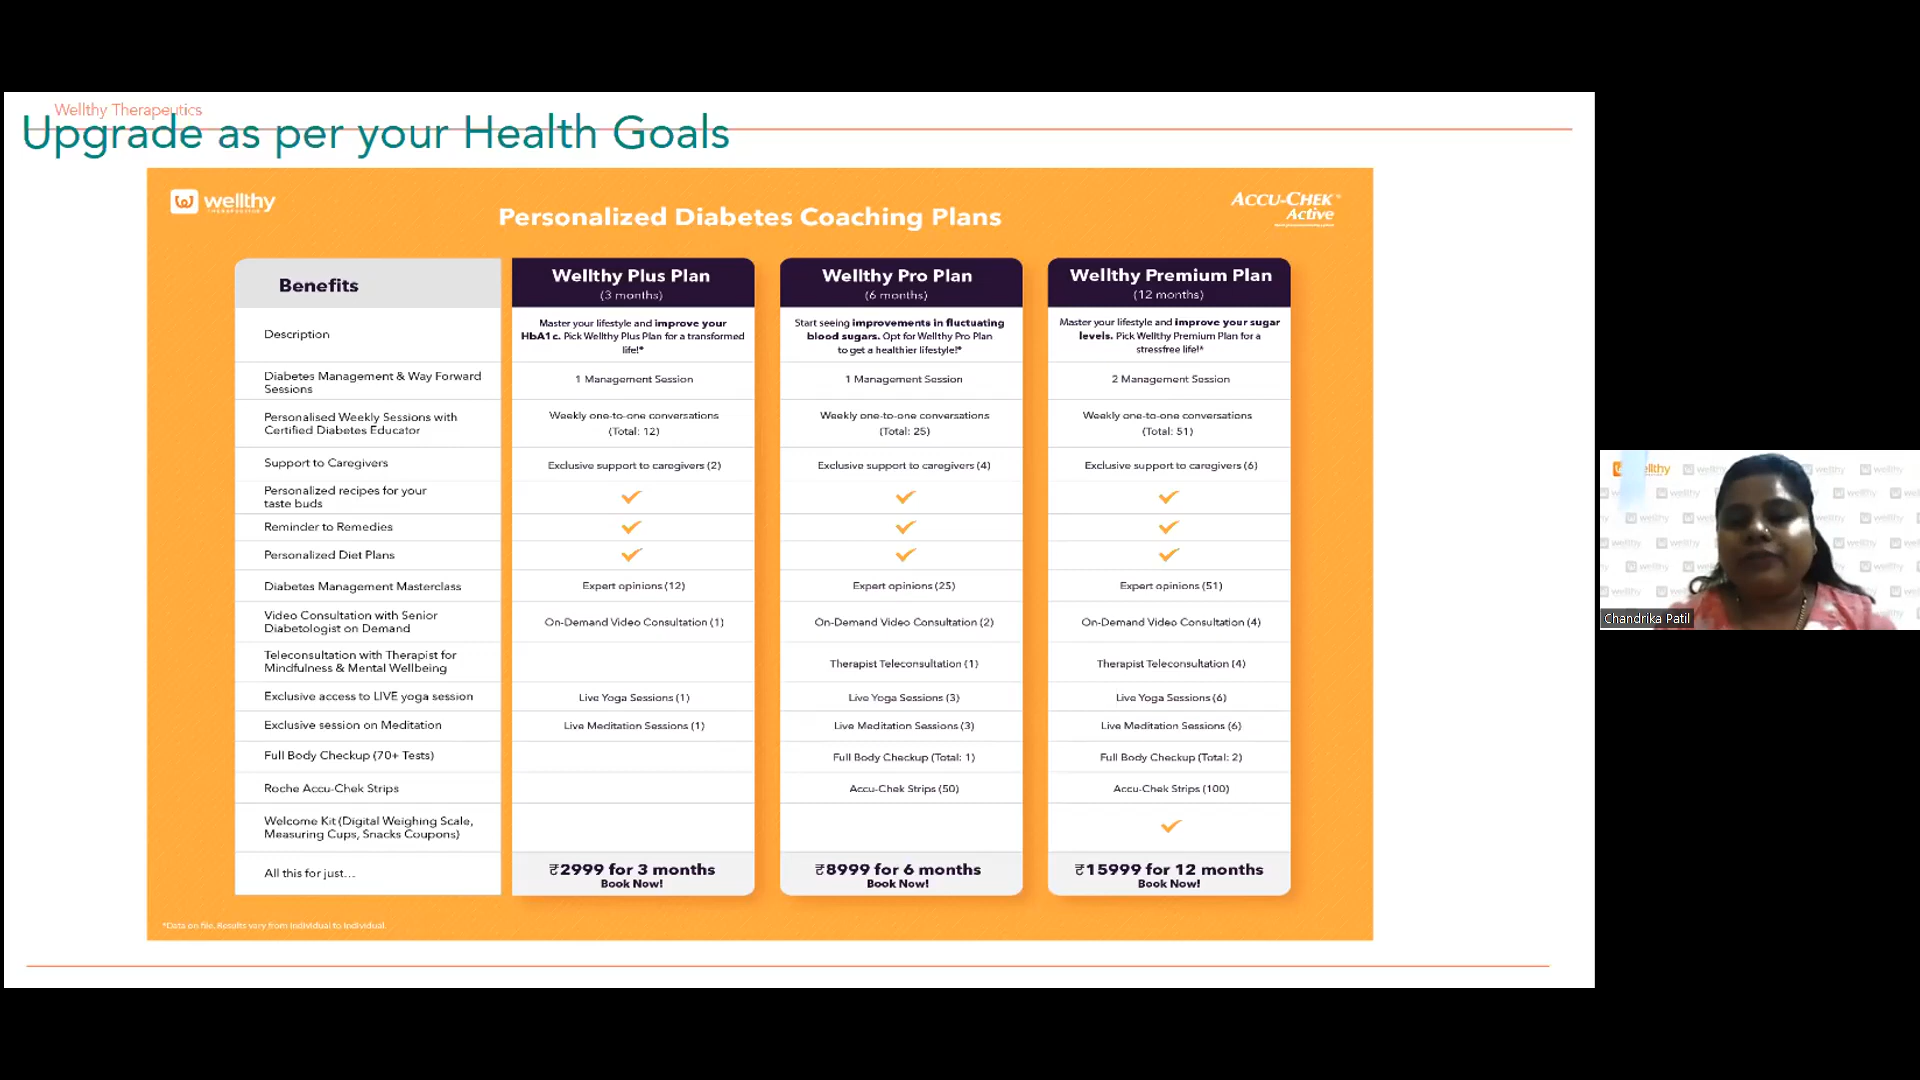 Wellthy Therapeutics
Upgrade as per your Health Goals
wellthy
THERAPEUTICS
Personalized Diabetes Coaching Plans
ACCU-CHEK
Active
Benefits
Wellthy Plus Plan
(3 months)
Wellthy Pro Plan
(6 months)
Wellthy Premium Plan
(12 months)
Description
Master your lifestyle and improve your
HbA1c. Pick Wellthy Plus Plan for a transformed
life!*
Start seeing improvements in fluctuating
blood sugars. Opt for Wellthy Pro Plan
to get a healthier lifestyle!*
Master your lifestyle and improve your sugar
levels. Pick Wellthy Premium Plan for a
stressfree life!*
Diabetes Management & Way Forward
Sessions
1 Management Session
1 Management Session
2 Management Session
Personalised Weekly Sessions with
Certified Diabetes Educator
Weekly one-to-one conversations
(Total: 12)
Weekly one-to-one conversations
(Total: 25)
Weekly one-to-one conversations
(Total: 51)
Support to Caregivers
Exclusive support to caregivers (2)
Exclusive support to caregivers (4)
Exclusive support to caregivers (6)
Personalized recipes for your
taste buds
Reminder to Remedies
Personalized Diet Plans
Diabetes Management Masterclass
Expert opinions (12)
Expert opinions (25)
Expert opinions (51)
Video Consultation with Senior
Diabetologist on Demand
On-Demand Video Consultation (1)
On-Demand Video Consultation (2)
On-Demand Video Consultation (4)
Teleconsultation with Therapist for
Mindfulness & Mental Wellbeing
Therapist Teleconsultation (1)
Therapist Teleconsultation (4)
Exclusive access to LIVE yoga session
Live Yoga Sessions (1)
Live Yoga Sessions (3)
Live Yoga Sessions (6)
Exclusive session on Meditation
Live Meditation Sessions (1)
Live Meditation Sessions (3)
Live Meditation Sessions (6)
Full Body Checkup (70+ Tests)
Full Body Checkup (Total: 1)
Full Body Checkup (Total: 2)
Roche Accu-Chek Strips
Accu-Chek Strips (50)
Accu-Chek Strips (100)
Welcome Kit (Digital Weighing Scale,
Measuring Cups, Snacks Coupons)
All this for just...
₹2999 for 3 months
Book Now!
₹8999 for 6 months
Book Now!
₹15999 for 12 months
Book Now!
*Data on file. Results vary from individual to individual
Chandrika Patil